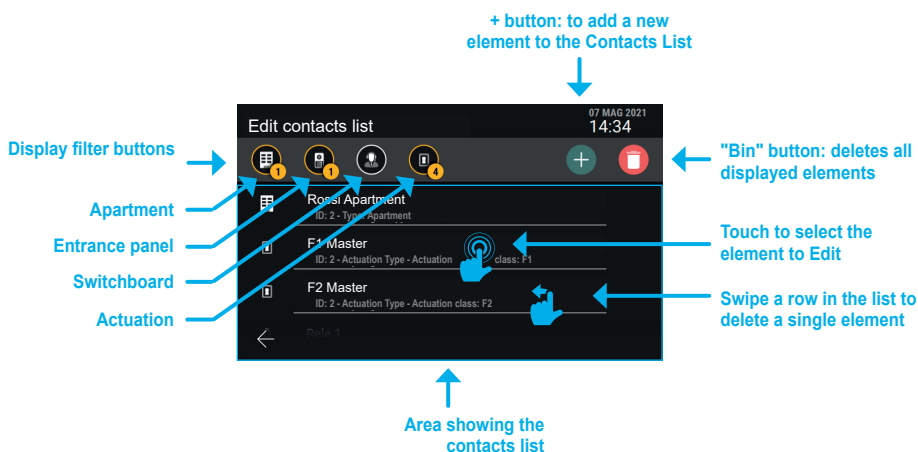 + button: to add a new
element to the Contacts List
07 MAG 2021
Edit contacts list
14:34
Display filter buttons
1
1
4
"Bin" button: deletes all
displayed elements
Apartment
Entrance panel
Switchboard
Actuation
Rossi Apartment
ID: 2 - Type: Apartment
F1 Master
ID: 2 - Actuation Type - Actuation class: F1
F2 Master
ID: 2 - Actuation Type - Actuation class: F2
Rele 1
Touch to select the
element to Edit
Swipe a row in the list to
delete a single element
Area showing the
contacts list